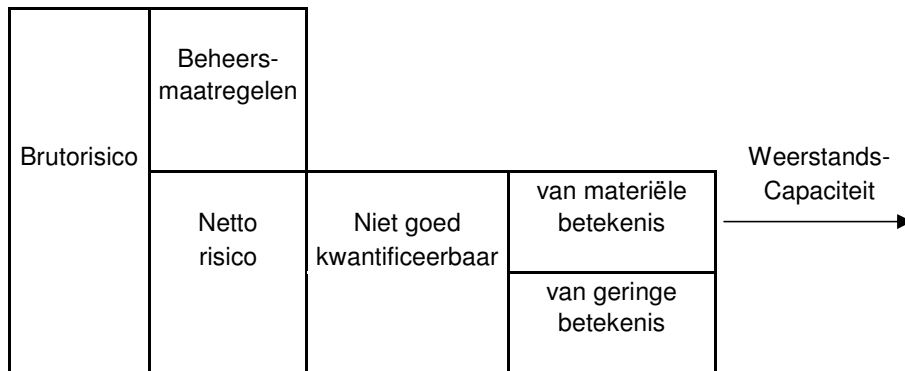 Beheers-
maatregelen
Brutorisico
Netto
risico
Niet goed
kwantificeerbaar
van materiële
betekenis
van geringe
betekenis
Weerstands-
Capaciteit